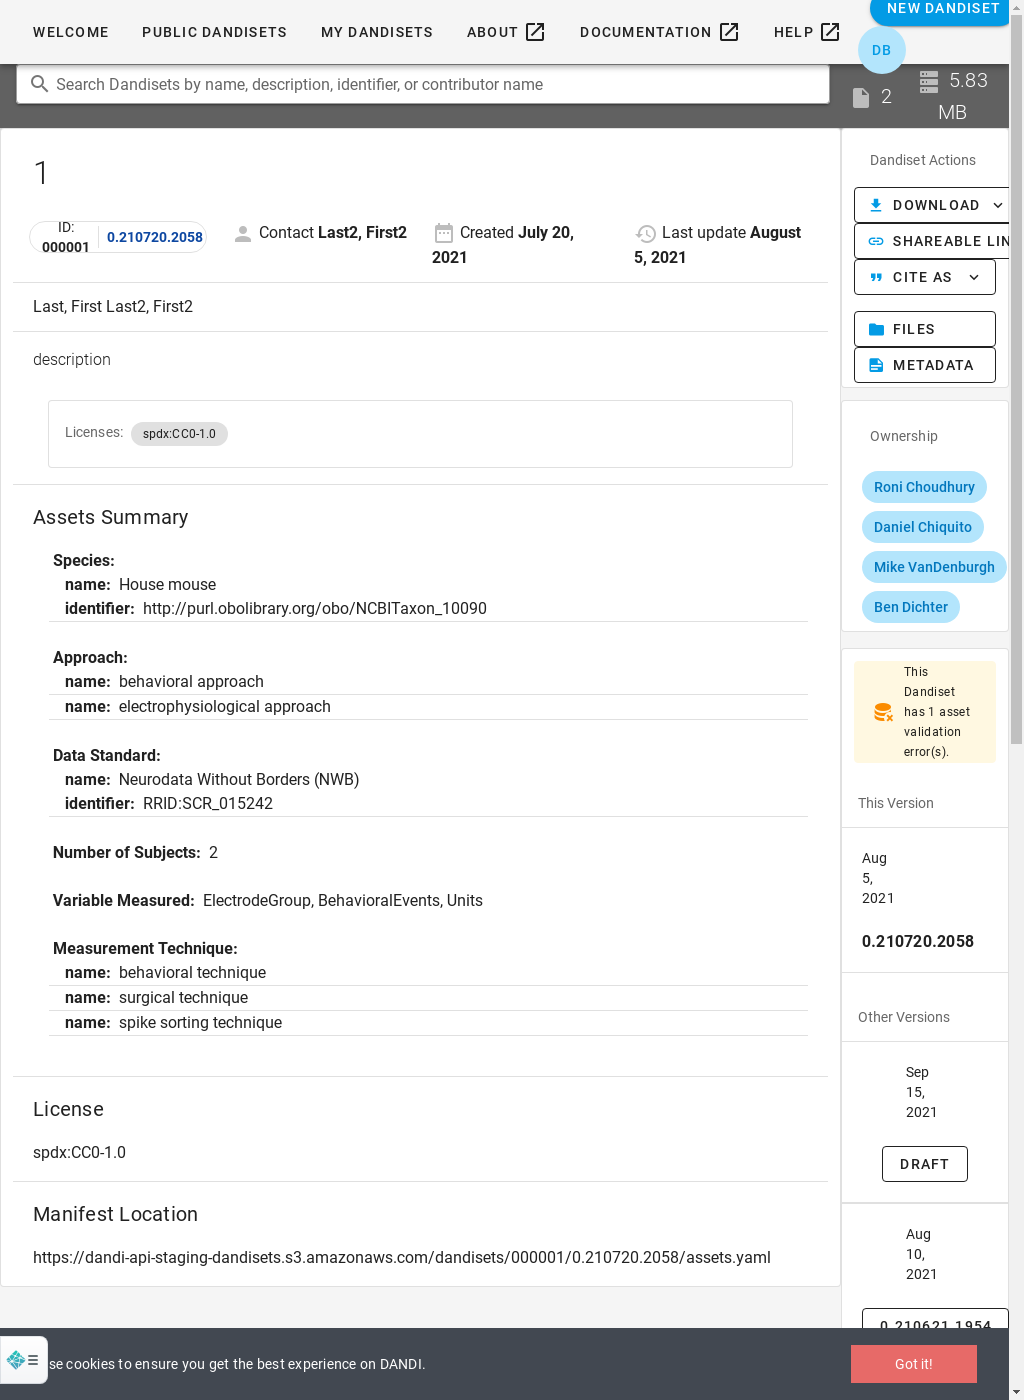 WELCOME PUBLIC DANDISETS MY DANDISETS ABOUT DOCUMENTATION HELP NEW DANDISET
DB
Search Dandisets by name, description, identifier, or contributor name
2
5.83
MB
1
ID:
000001
0.210720.2058
Contact Last2, First2
Created July 20,
2021
Last update August
5, 2021
Last, First Last2, First2
description
Licenses: spdx:CC0-1.0
Assets Summary
Species:
name: House mouse
identifier: http://purl.obolibrary.org/obo/NCBITaxon_10090
Approach:
name: behavioral approach
name: electrophysiological approach
Data Standard:
name: Neurodata Without Borders (NWB)
identifier: RRID:SCR_015242
Number of Subjects: 2
Variable Measured: ElectrodeGroup, BehavioralEvents, Units
Measurement Technique:
name: behavioral technique
name: surgical technique
name: spike sorting technique
License
spdx:CC0-1.0
Manifest Location
https://dandi-api-staging-dandisets.s3.amazonaws.com/dandisets/000001/0.210720.2058/assets.yaml
Dandiset Actions
DOWNLOAD
SHAREABLE LIN
CITE AS
FILES
METADATA
Ownership
Roni Choudhury
Daniel Chiquito
Mike VanDenburgh
Ben Dichter
This
Dandiset
has 1 asset
validation
error(s).
This Version
Aug
5,
2021
0.210720.2058
Other Versions
Sep
15,
2021
DRAFT
Aug
10,
2021
0.210621.1954
se cookies to ensure you get the best experience on DANDI.
Got it!